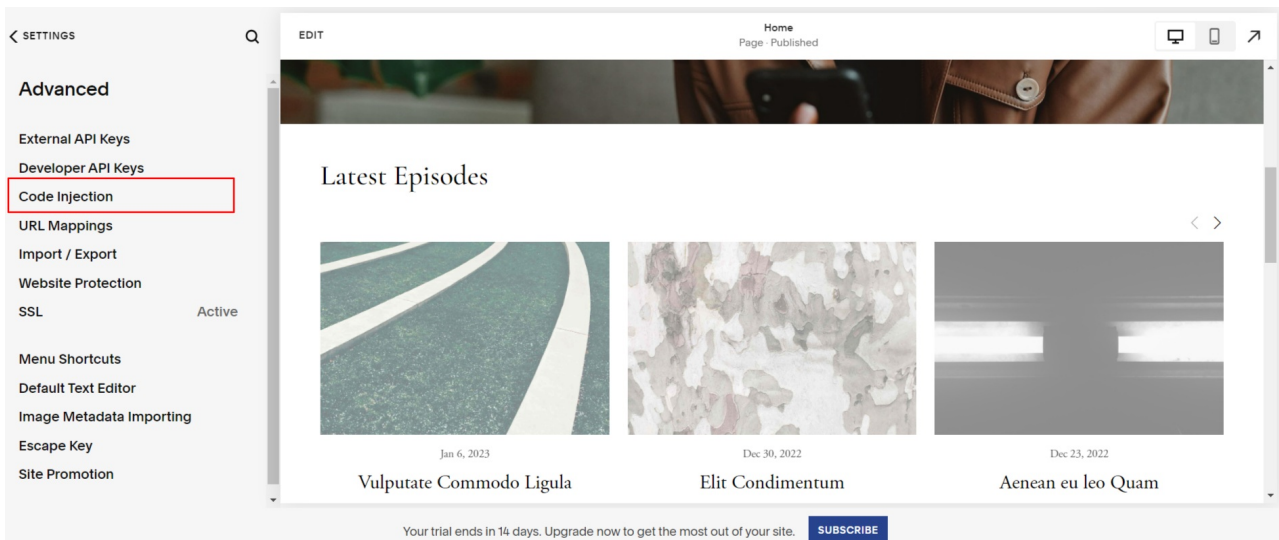 SETTINGS
Advanced
External API Keys
Developer API Keys
Code Injection
URL Mappings
Import / Export
Website Protection
SSL Active
Menu Shortcuts
Default Text Editor
Image Metadata Importing
Escape Key
Site Promotion
EDIT
Home
Page · Published
Latest Episodes
Jan 6, 2023
Vulputate Commodo Ligula
Dec 30, 2022
Elit Condimentum
Dec 23, 2022
Aenean eu leo Quam
Your trial ends in 14 days. Upgrade now to get the most out of your site. SUBSCRIBE